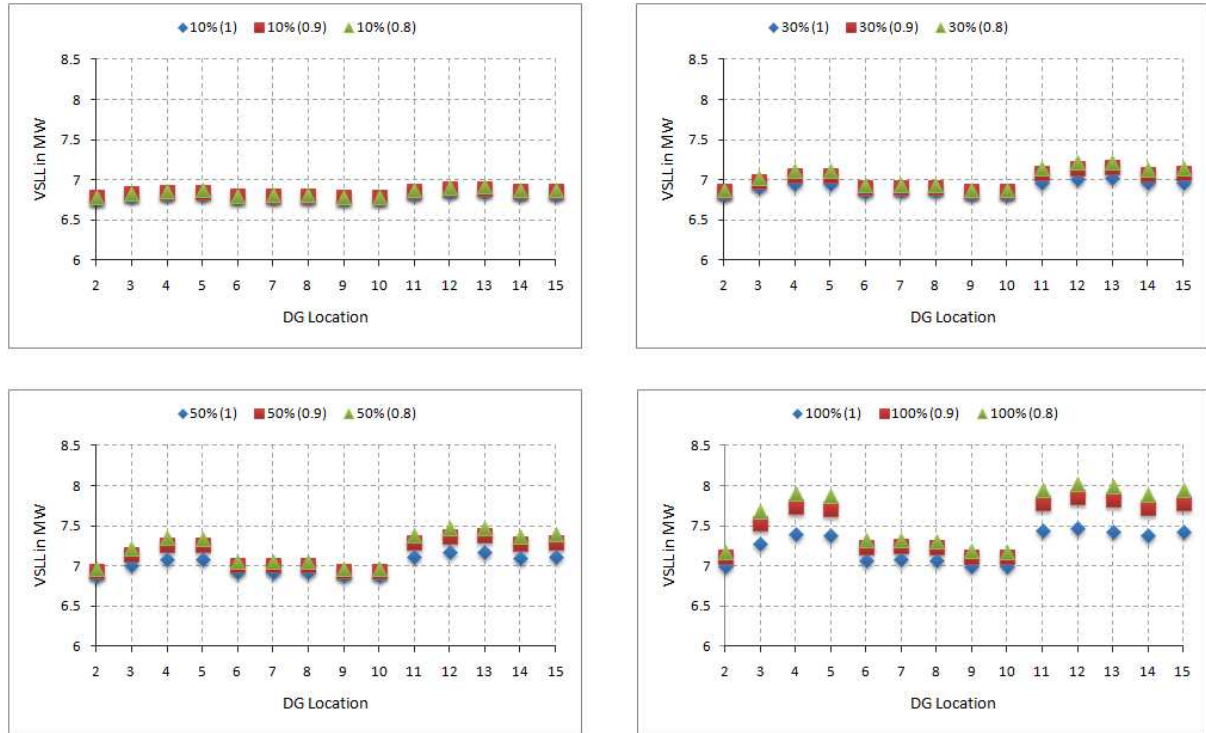 10%(1) 10%(0.9) 10%(0.8)
VSLL in MW
8.5
8
7.5
7
6.5
6
2 3 4 5 6 7 8 9 10 11 12 13 14 15
DG Location
30%(1) 30%(0.9) 30%(0.8)
VSLL in MW
8.5
8
7.5
7
6.5
6
2 3 4 5 6 7 8 9 10 11 12 13 14 15
DG Location
50%(1) 50%(0.9) 50%(0.8)
VSLL in MW
8.5
8
7.5
7
6.5
6
2 3 4 5 6 7 8 9 10 11 12 13 14 15
DG Location
100%(1) 100%(0.9) 100%(0.8)
VSLL in MW
8.5
8
7.5
7
6.5
6
2 3 4 5 6 7 8 9 10 11 12 13 14 15
DG Location